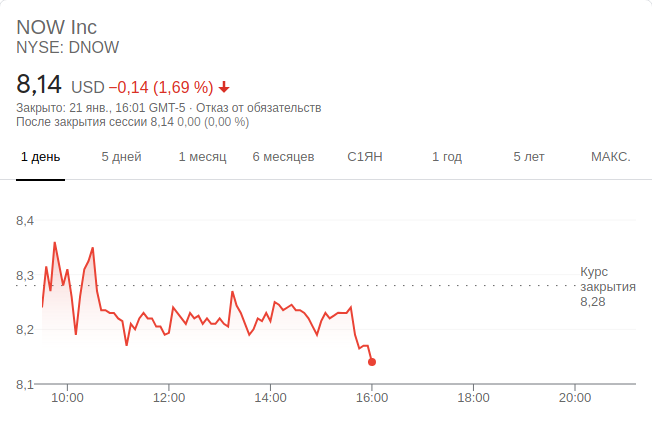 NOW Inc
NYSE: DNOW
8,14 USD −0,14 (1,69 %)
Закрыто: 21 янв., 16:01 GMT-5 · Отказ от обязательств
После закрытия сессии 8,14 0,00 (0,00 %)
1 день 5 дней 1 месяц 6 месяцев С1ЯН 1 год 5 лет МАКС.
8,4
8,3
8,2
8,1
Курс
закрытия
8,28
10:00 12:00 14:00 16:00 18:00 20:00